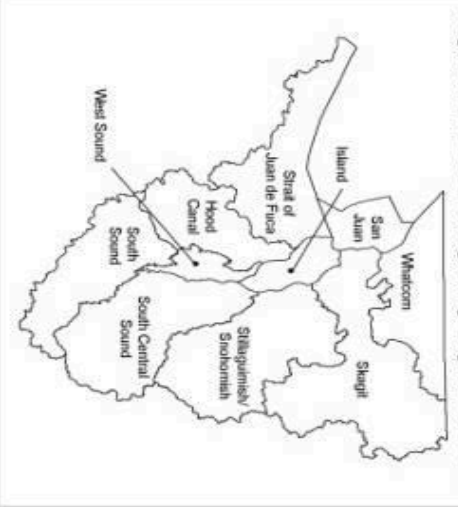 Whatcom
San
Juan
Skagit
Island
Strait of
Juan de Fuca
Stillaguimish/
Snohomish
Hood
Canal
West Sound
South Central
Sound
South
Sound